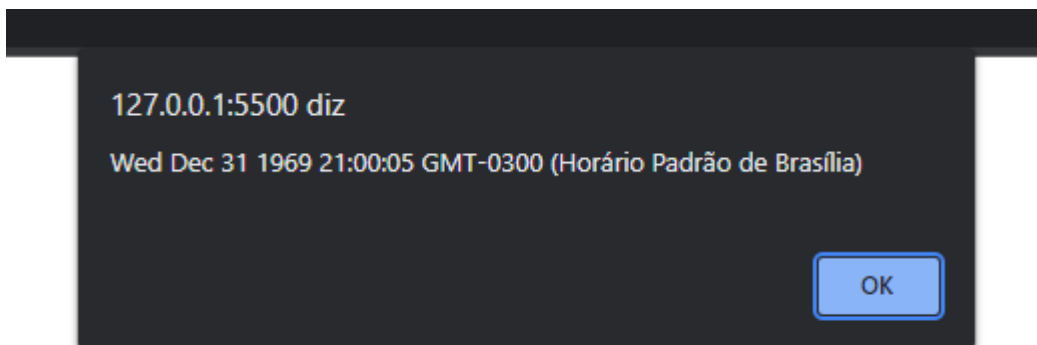 127.0.0.1:5500 diz
Wed Dec 31 1969 21:00:05 GMT-0300 (Horário Padrão de Brasília)
OK